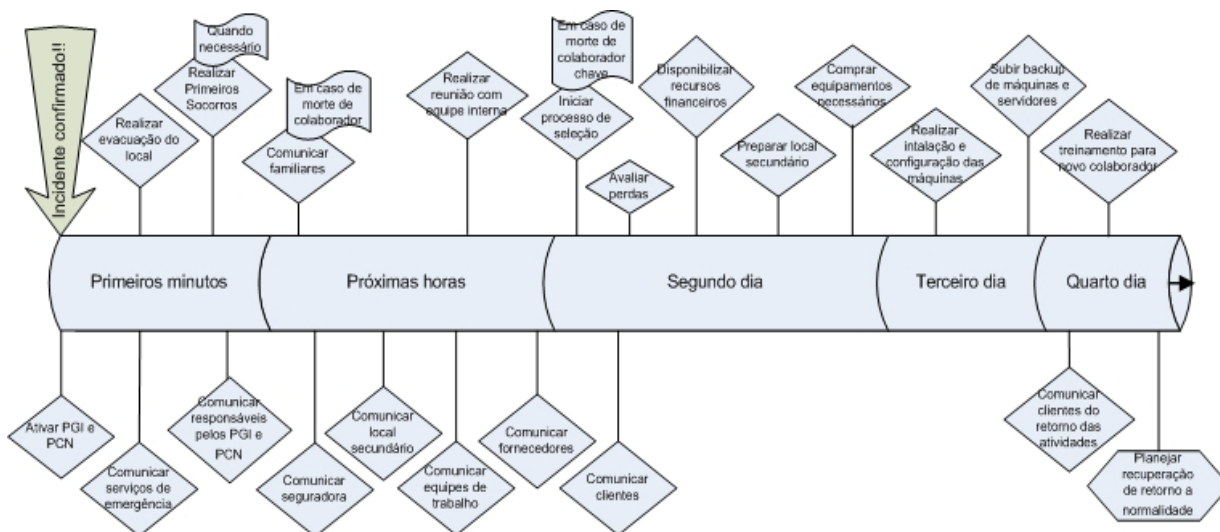 Incidente confirmado!!
Quando
necessário
Realizar
Primeiros
Socorros
Realizar
evacuação do
local
Em caso de
morte de
colaborador
Comunicar
familiares
Realizar
reunião com
equipe interna
Em caso de
morte de
colaborador
chave
Iniciar
processo de
seleção
Avaliar
perdas
Disponibilizar
recursos
financeiros
Preparar local
secundário
Comprar
equipamentos
necessários
Realizar
intalação e
configuração das
máquinas
Subir backup
de máquinas e
servidores
Realizar
treinamento para
novo colaborador
Primeiros minutos
Próximas horas
Segundo dia
Terceiro dia
Quarto dia
Ativar PGI e
PCN
Comunicar
serviços de
emergência
Comunicar
responsáveis
pelos PGI e
PCN
Comunicar
seguradora
Comunicar
local
secundário
Comunicar
equipes de
trabalho
Comunicar
fornecedores
Comunicar
clientes
Comunicar
clientes do
retorno das
atividades
Planejar
recuperação
de retorno a
normalidade